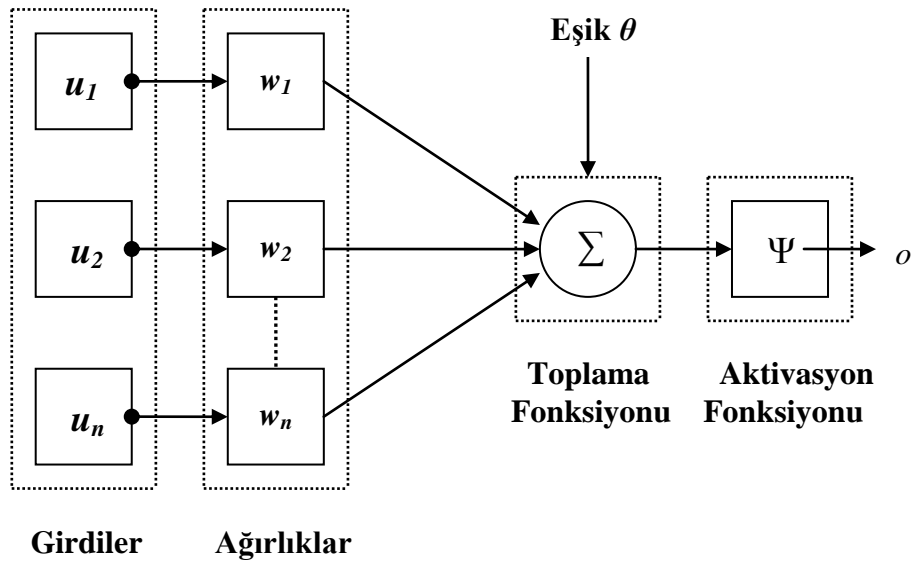 Eşik θ
u1
w1
u2
w2
Σ
Ψ
o
un
wn
Toplama
Fonksiyonu
Aktivasyon
Fonksiyonu
Girdiler
Ağırlıklar